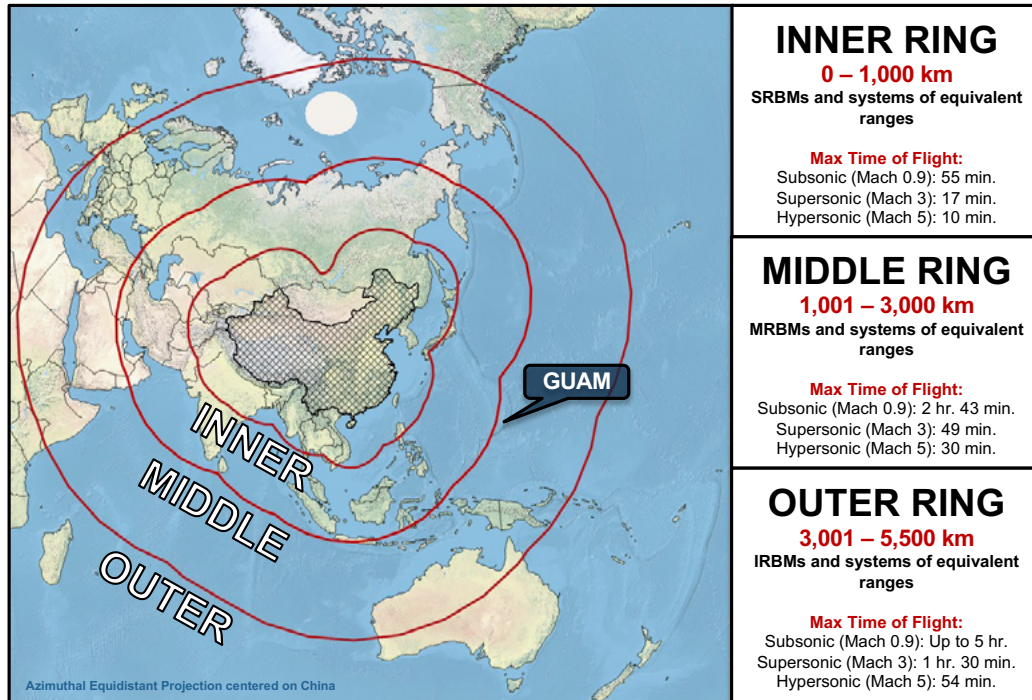 GUAM
INNER
MIDDLE
OUTER
Azimuthal Equidistant Projection centered on China
INNER RING
0 – 1,000 km
SRBMs and systems of equivalent
ranges
Max Time of Flight:
Subsonic (Mach 0.9): 55 min.
Supersonic (Mach 3): 17 min.
Hypersonic (Mach 5): 10 min.
MIDDLE RING
1,001 – 3,000 km
MRBMs and systems of equivalent
ranges
Max Time of Flight:
Subsonic (Mach 0.9): 2 hr. 43 min.
Supersonic (Mach 3): 49 min.
Hypersonic (Mach 5): 30 min.
OUTER RING
3,001 – 5,500 km
IRBMs and systems of equivalent
ranges
Max Time of Flight:
Subsonic (Mach 0.9): Up to 5 hr.
Supersonic (Mach 3): 1 hr. 30 min.
Hypersonic (Mach 5): 54 min.